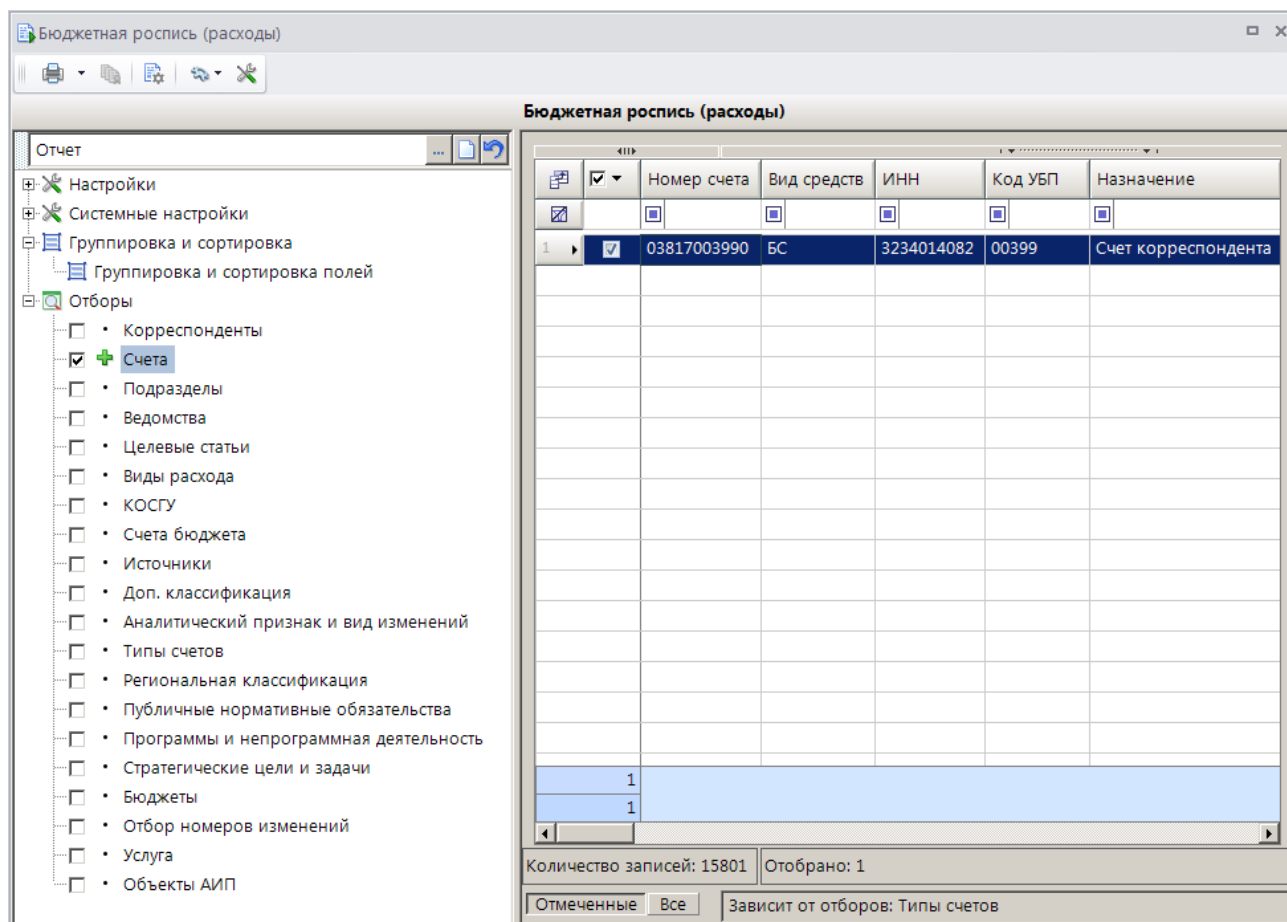 Бюджетная роспись (расходы)
Бюджетная роспись (расходы)
Отчет
...
Настройки
Системные настройки
Группировка и сортировка
Группировка и сортировка полей
Отборы
Корреспонденты
Счета
Подразделы
Ведомства
Целевые статьи
Виды расхода
КОСГУ
Счета бюджета
Источники
Доп. классификация
Аналитический признак и вид изменений
Типы счетов
Региональная классификация
Публичные нормативные обязательства
Программы и непрограммная деятельность
Стратегические цели и задачи
Бюджеты
Отбор номеров изменений
Услуга
Объекты АИП
Номер счета Вид средств ИНН Код УБП Назначение
1 03817003990 БС 3234014082 00399 Счет корреспондента
1
1
Количество записей: 15801 Отобрано: 1
Отмеченные Все Зависит от отборов: Типы счетов